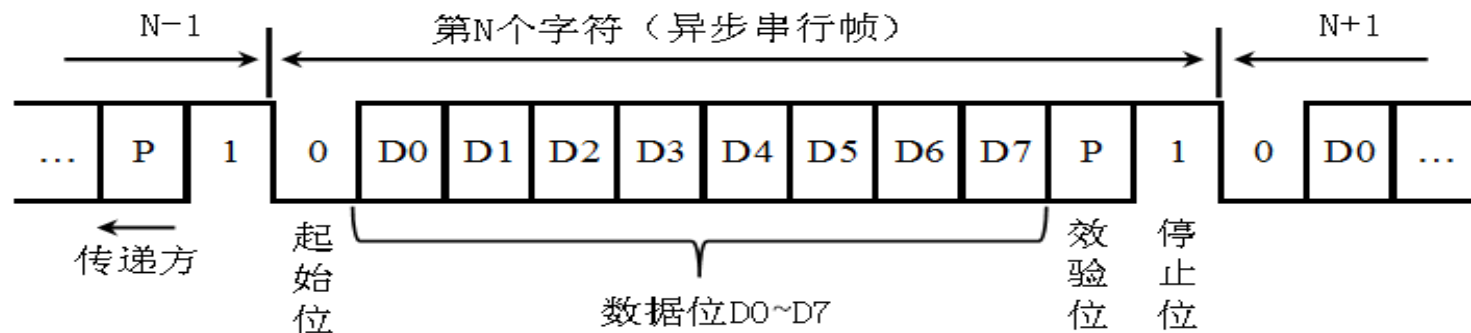 N-1 第N个字符（异步串行帧） N+1
… P 1 0 D0 D1 D2 D3 D4 D5 D6 D7 P 1 0 D0 …
传递方
起始位
数据位D0~D7
效验位
停止位